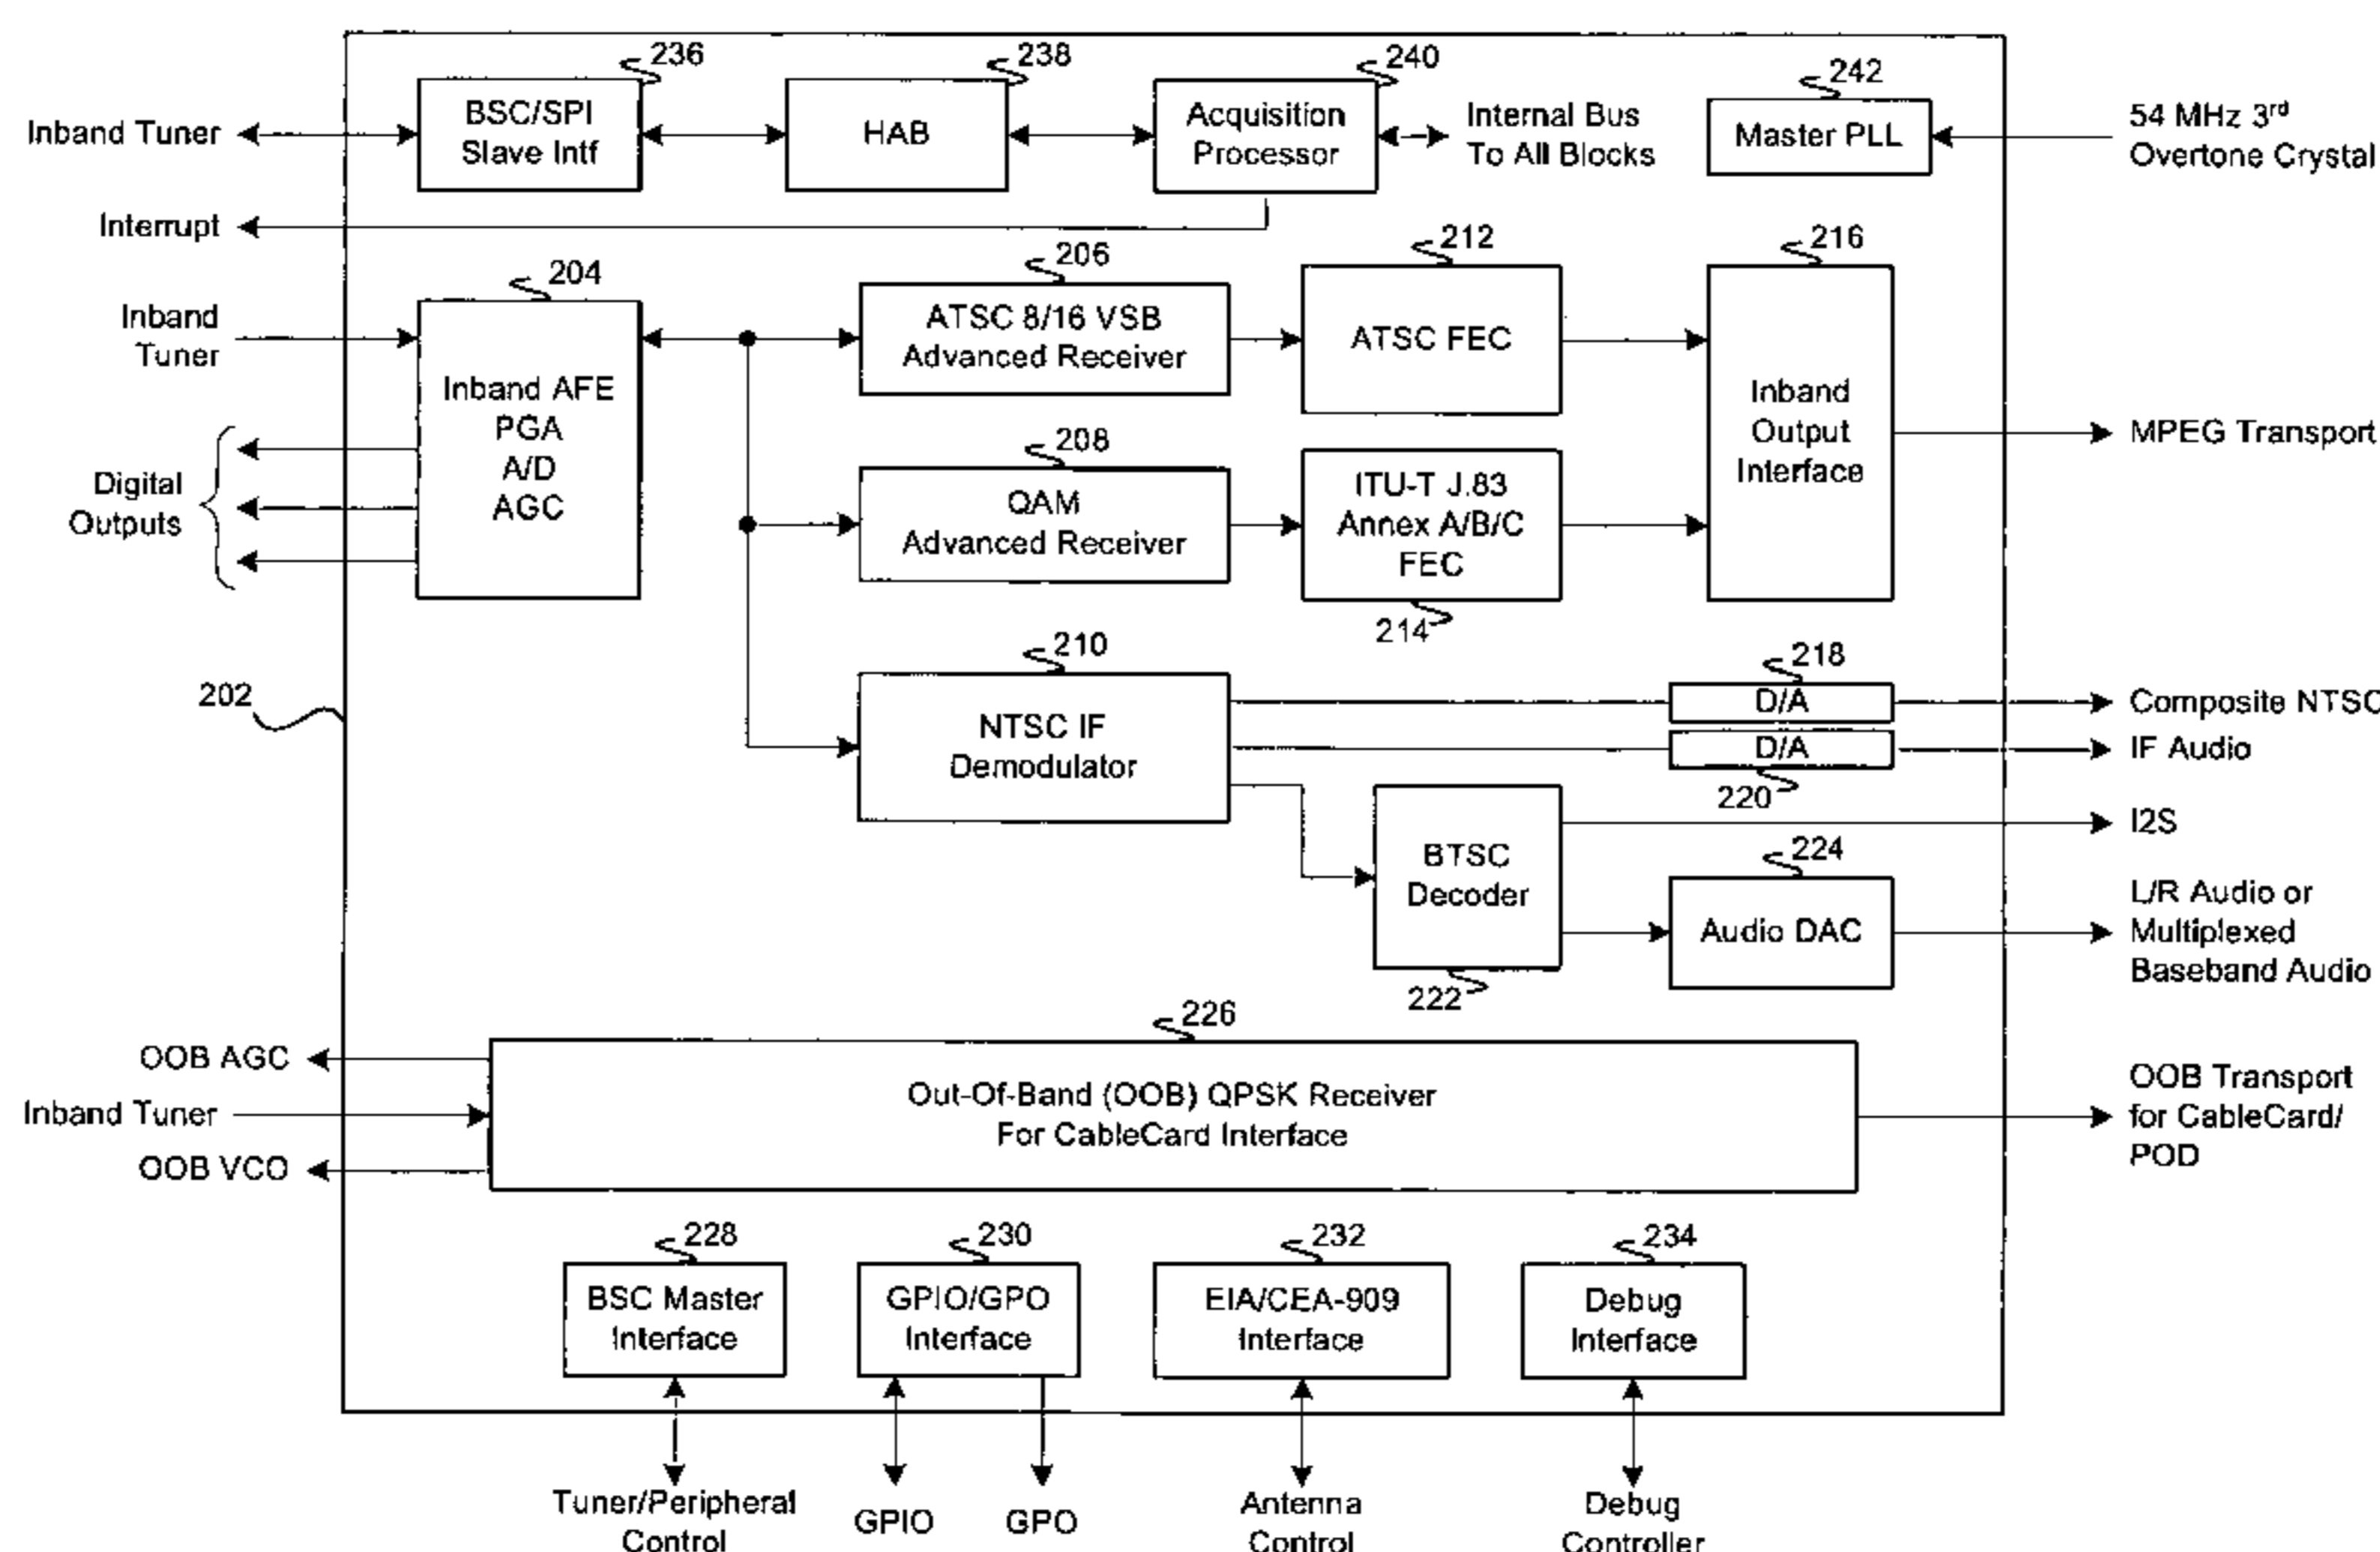 236
238
240
242
Inband Tuner
BSC/SPI
Slave Intf
HAB
Acquisition
Processor
Internal Bus
To All Blocks
Master PLL
54 MHz 3rd
Overtone Crystal
Interrupt
204
206
212
216
Inband
Tuner
Digital
Outputs
Inband AFE
PGA
A/D
AGC
ATSC 8/16 VSB
Advanced Receiver
ATSC FEC
Inband
Output
Interface
MPEG Transport
208
QAM
Advanced Receiver
ITU-T J.83
Annex A/B/C
FEC
214
202
210
NTSC IF
Demodulator
218
D/A
Composite NTSC
D/A
IF Audio
220
BTSC
Decoder
222
I2S
224
Audio DAC
L/R Audio or
Multiplexed
Baseband Audio
226
OOB AGC
Inband Tuner
OOB VCO
Out-Of-Band (OOB) QPSK Receiver
For CableCard Interface
OOB Transport
for CableCard/
POD
228
230
232
234
BSC Master
Interface
GPIO/GPO
Interface
EIA/CEA-909
Interface
Debug
Interface
Tuner/Peripheral
Control
GPIO
GPO
Antenna
Control
Debug
Controller